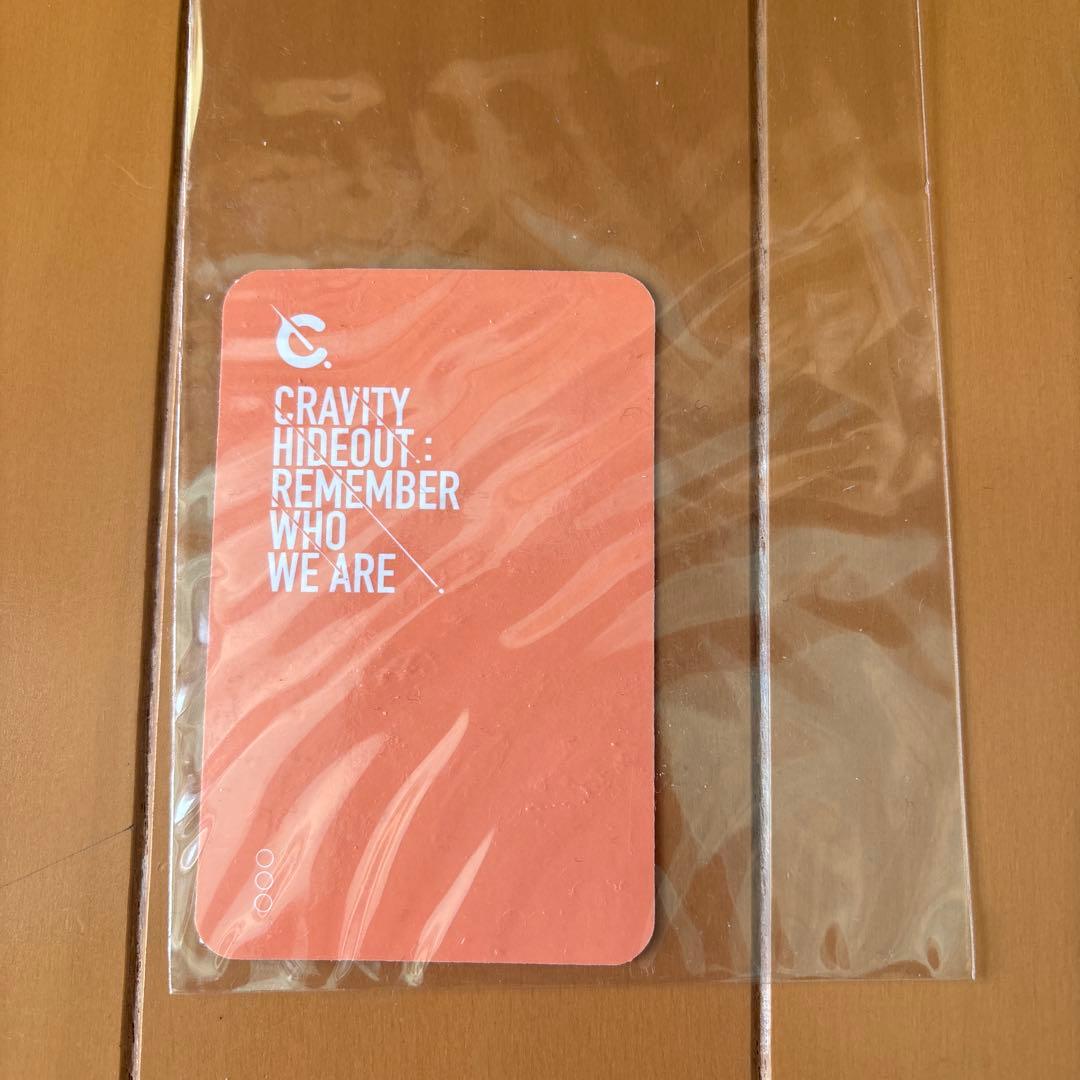 C.
CRAVITY
HIDEOUT :
REMEMBER
WHO
WE ARE